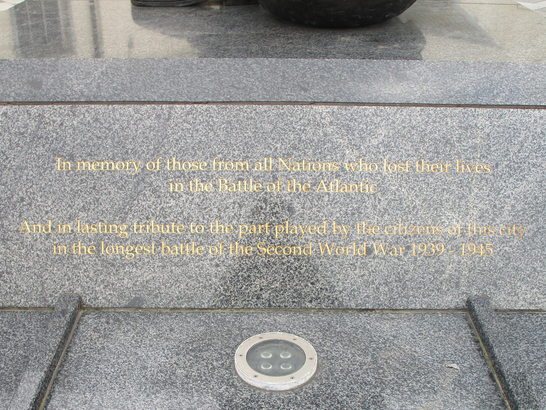 In memory of those from all Nations who lost their lives
in the Battle of the Atlantic
And in lasting tribute to the part played by the citizens of this city
in the longest battle of the Second World War 1939 - 1945